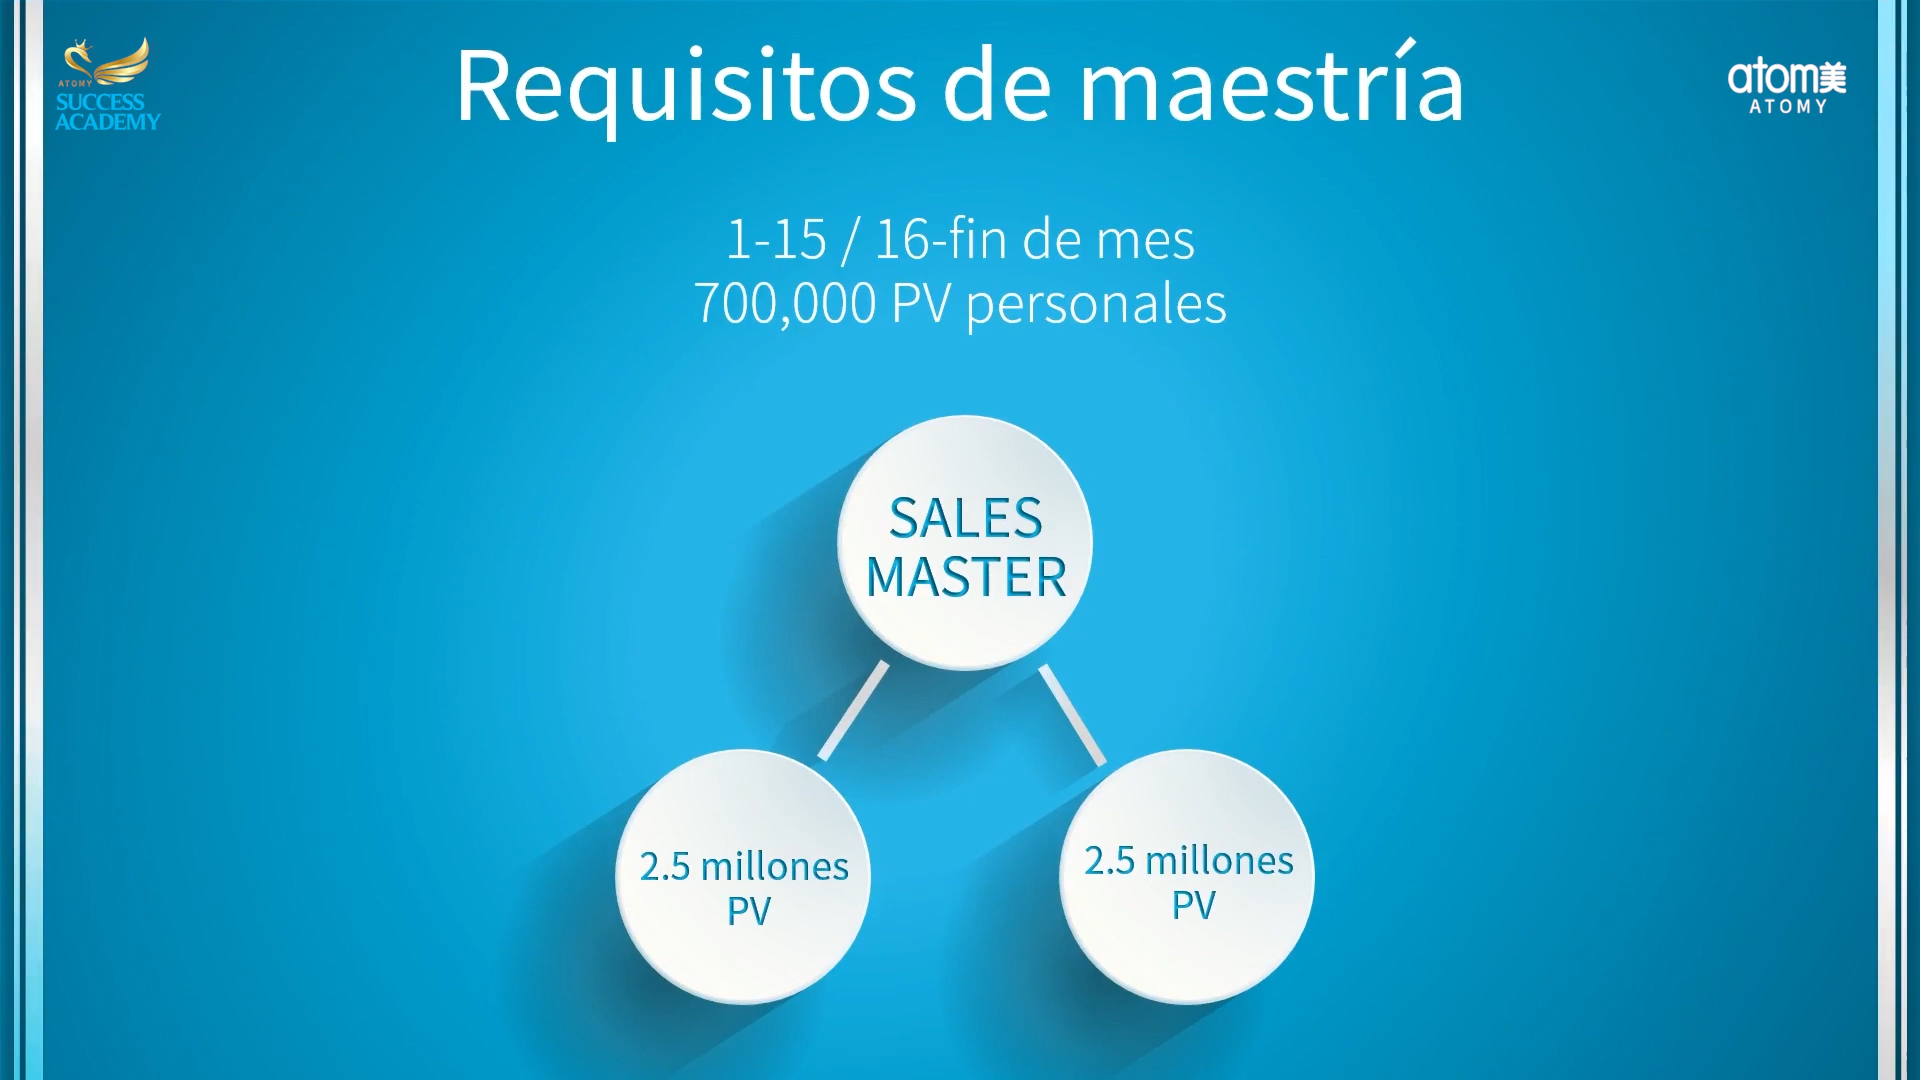 ATOMY
SUCCESS
ACADEMY
Requisitos de maestría
atom美
ATOMY
1-15 / 16-fin de mes
700,000 PV personales
SALES
MASTER
2.5 millones
PV
2.5 millones
PV